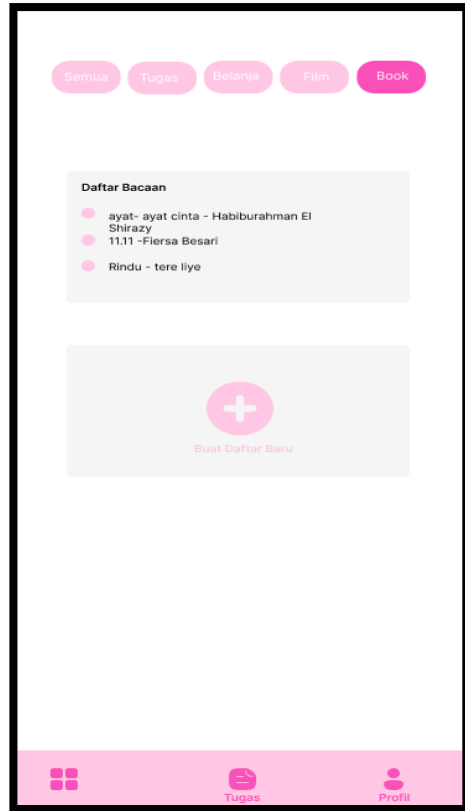 Semua
Tugas
Belanja
Film
Book
Daftar Bacaan
ayat- ayat cinta - Habiburahman El
Shirazy
11.11 -Fiersa Besari
Rindu - tere liye
Buat Daftar Baru
Tugas
Profil